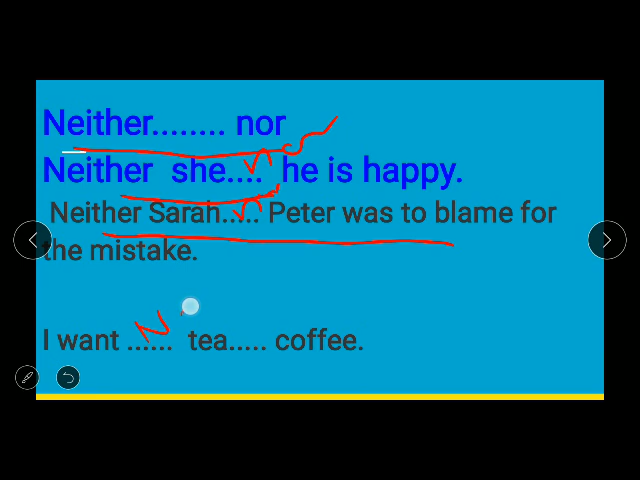 Neither........ nor
Neither she.... he is happy.
Neither Sarah..... Peter was to blame for
the mistake.
N
I want ...... tea..... coffee.